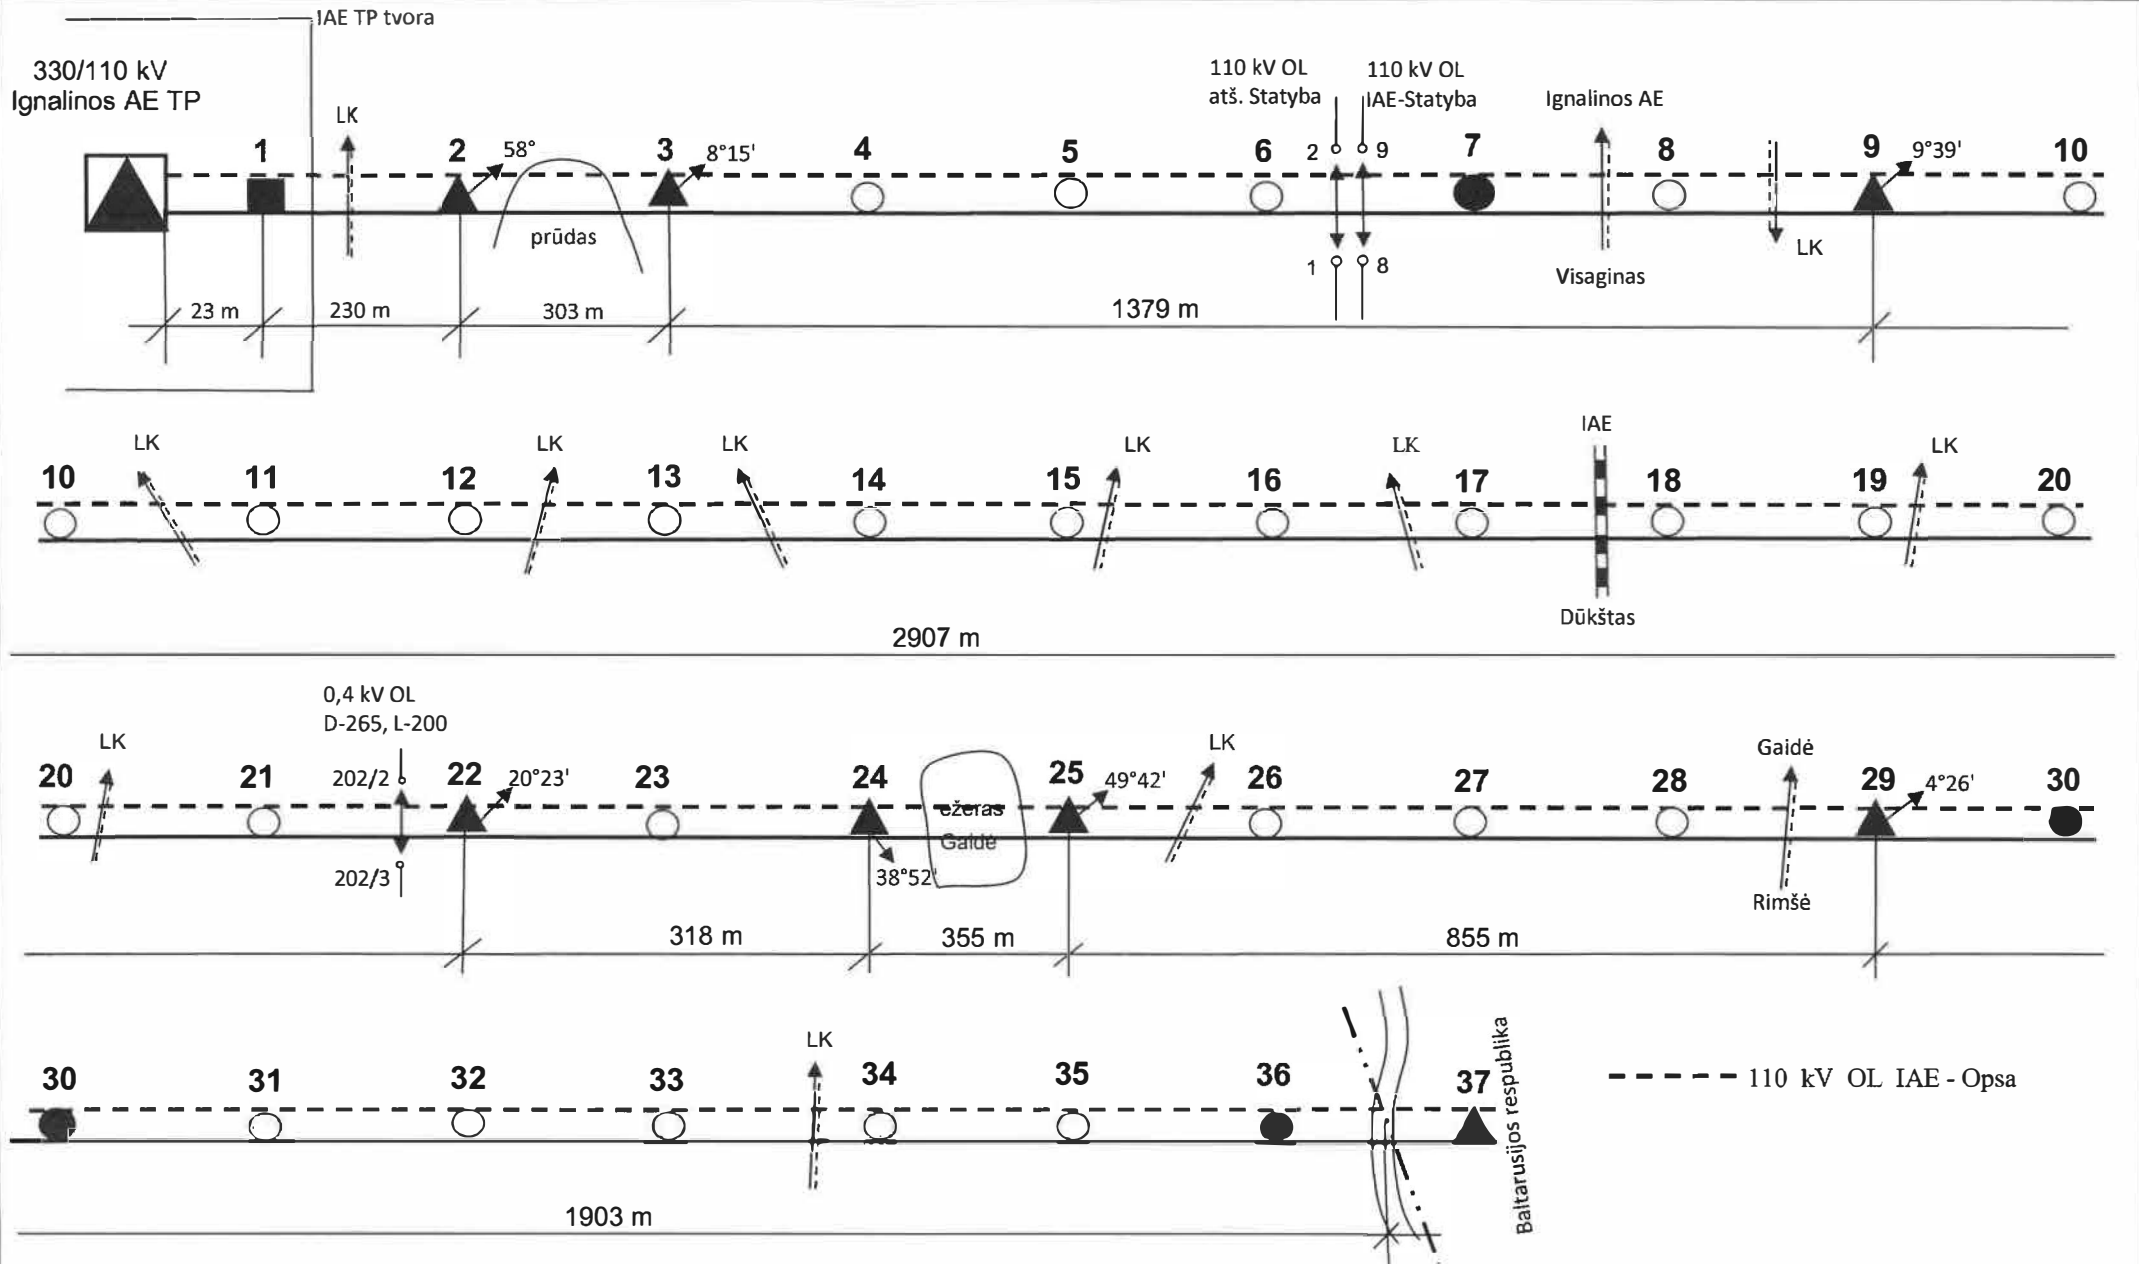 IAE TP tvora
330/110 kV
Ignalinos AE TP
110 kV OL
atš. Statyba
110 kV OL
IAE-Statyba
Ignalinos AE
LK
1
2
58°
3
8°15'
4
5
6
2
9
7
8
9
9°39'
10
prūdas
1
8
Visaginas
LK
23 m
230 m
303 m
1379 m
IAE
LK
LK
LK
LK
LK
LK
10
11
12
13
14
15
16
17
18
19
20
Dūkštas
2907 m
0,4 kV OL
D-265, L-200
LK
LK
Gaidė
20
21
202/2
22
20°23'
23
24
25
49°42'
26
27
28
29
4°26'
30
ežeras
Gaidė
202/3
38°52'
Rimšė
318 m
355 m
855 m
LK
30
31
32
33
34
35
36
37
Baltarusijos respublika
110 kV OL IAE - Opsa
1903 m